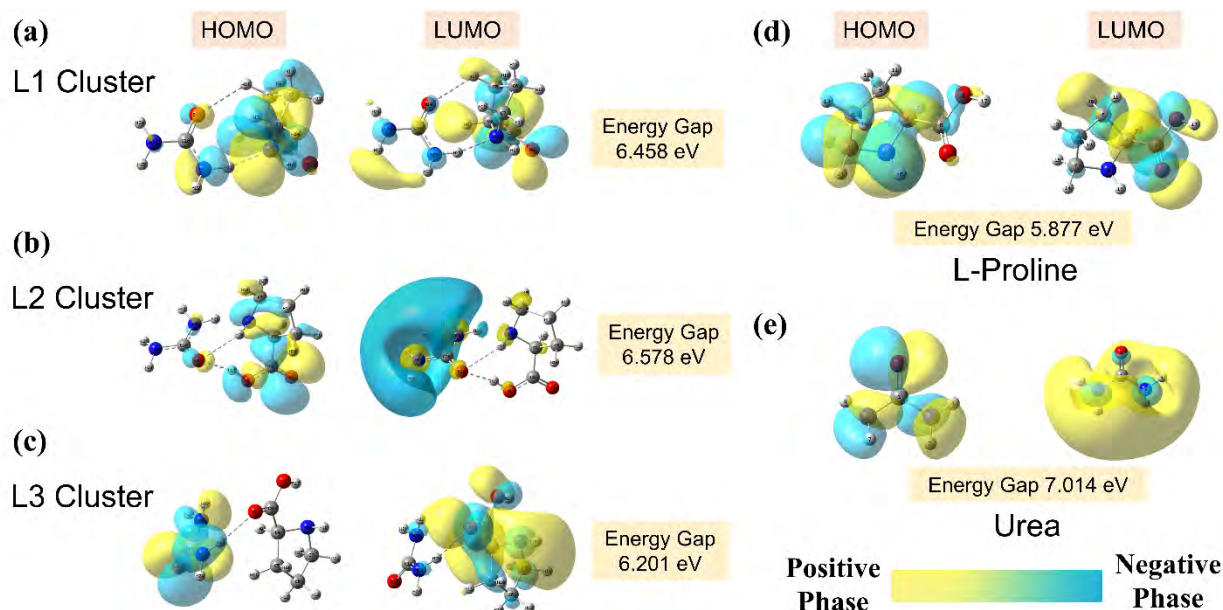 (a)
HOMO
LUMO
L1 Cluster
Energy Gap
6.458 eV
(b)
L2 Cluster
Energy Gap
6.578 eV
(c)
L3 Cluster
Energy Gap
6.201 eV
(d)
HOMO
LUMO
Energy Gap 5.877 eV
L-Proline
(e)
Energy Gap 7.014 eV
Urea
Positive
Phase
Negative
Phase